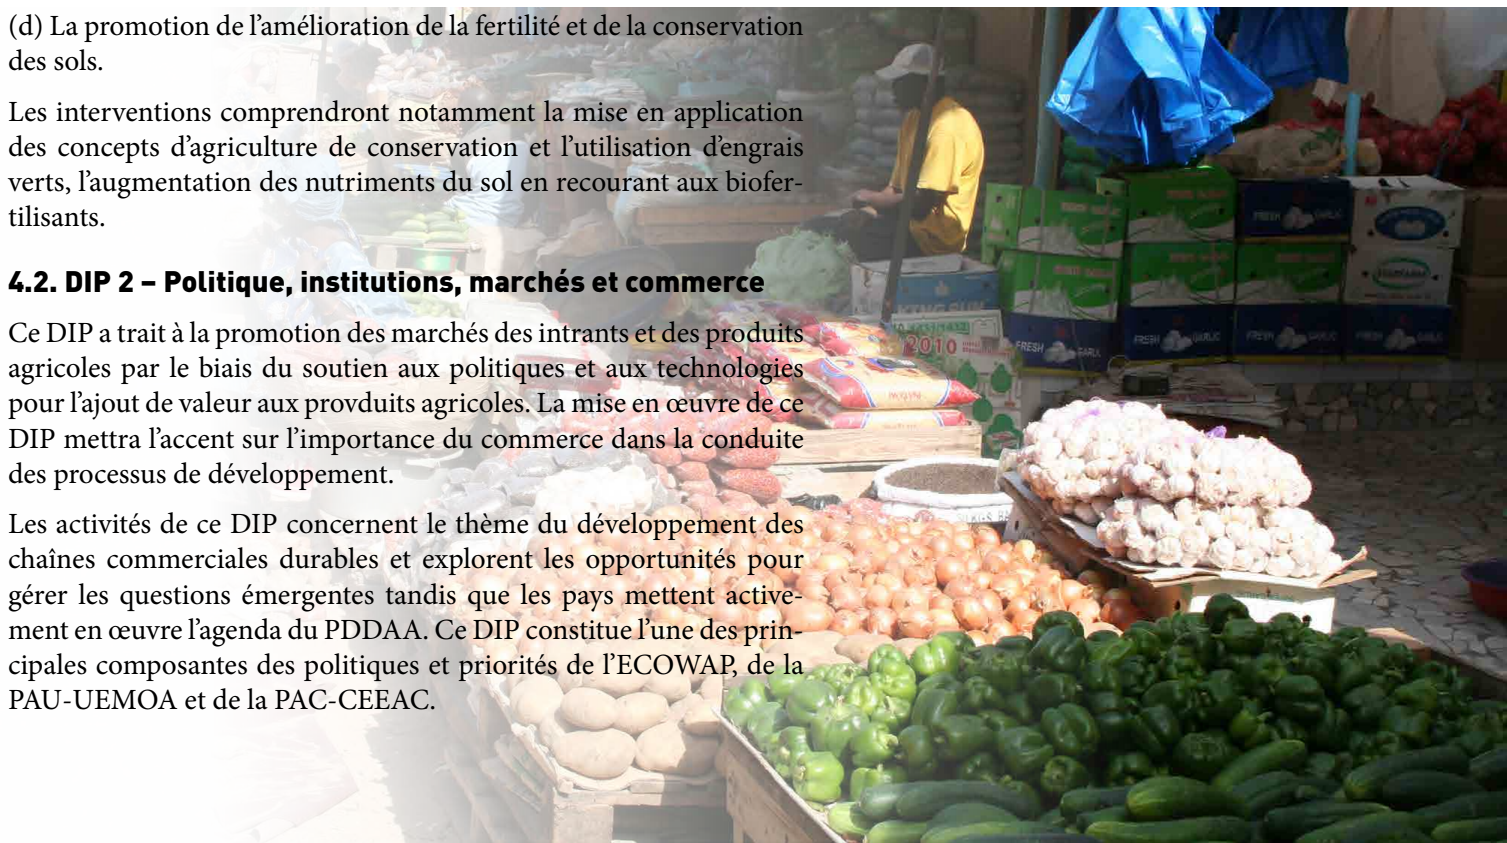 (d) La promotion de l’amélioration de la fertilité et de la conservation
des sols.
Les interventions comprendront notamment la mise en application
des concepts d’agriculture de conservation et l’utilisation d’engrais
verts, l’augmentation des nutriments du sol en recourant aux biofer-
tilisants.
4.2. DIP 2 – Politique, institutions, marchés et commerce
Ce DIP a trait à la promotion des marchés des intrants et des produits
agricoles par le biais du soutien aux politiques et aux technologies
pour l’ajout de valeur aux provduits agricoles. La mise en œuvre de ce
DIP mettra l’accent sur l’importance du commerce dans la conduite
des processus de développement.
Les activités de ce DIP concernent le thème du développement des
chaînes commerciales durables et explorent les opportunités pour
gérer les questions émergentes tandis que les pays mettent active-
ment en œuvre l’agenda du PDDAA. Ce DIP constitue l’une des prin-
cipales composantes des politiques et priorités de l’ECOWAP, de la
PAU-UEMOA et de la PAC-CEEAC.
FRESH GARLIC
2010
FRESH
FRESH GARLIC
FRESH GARLIC